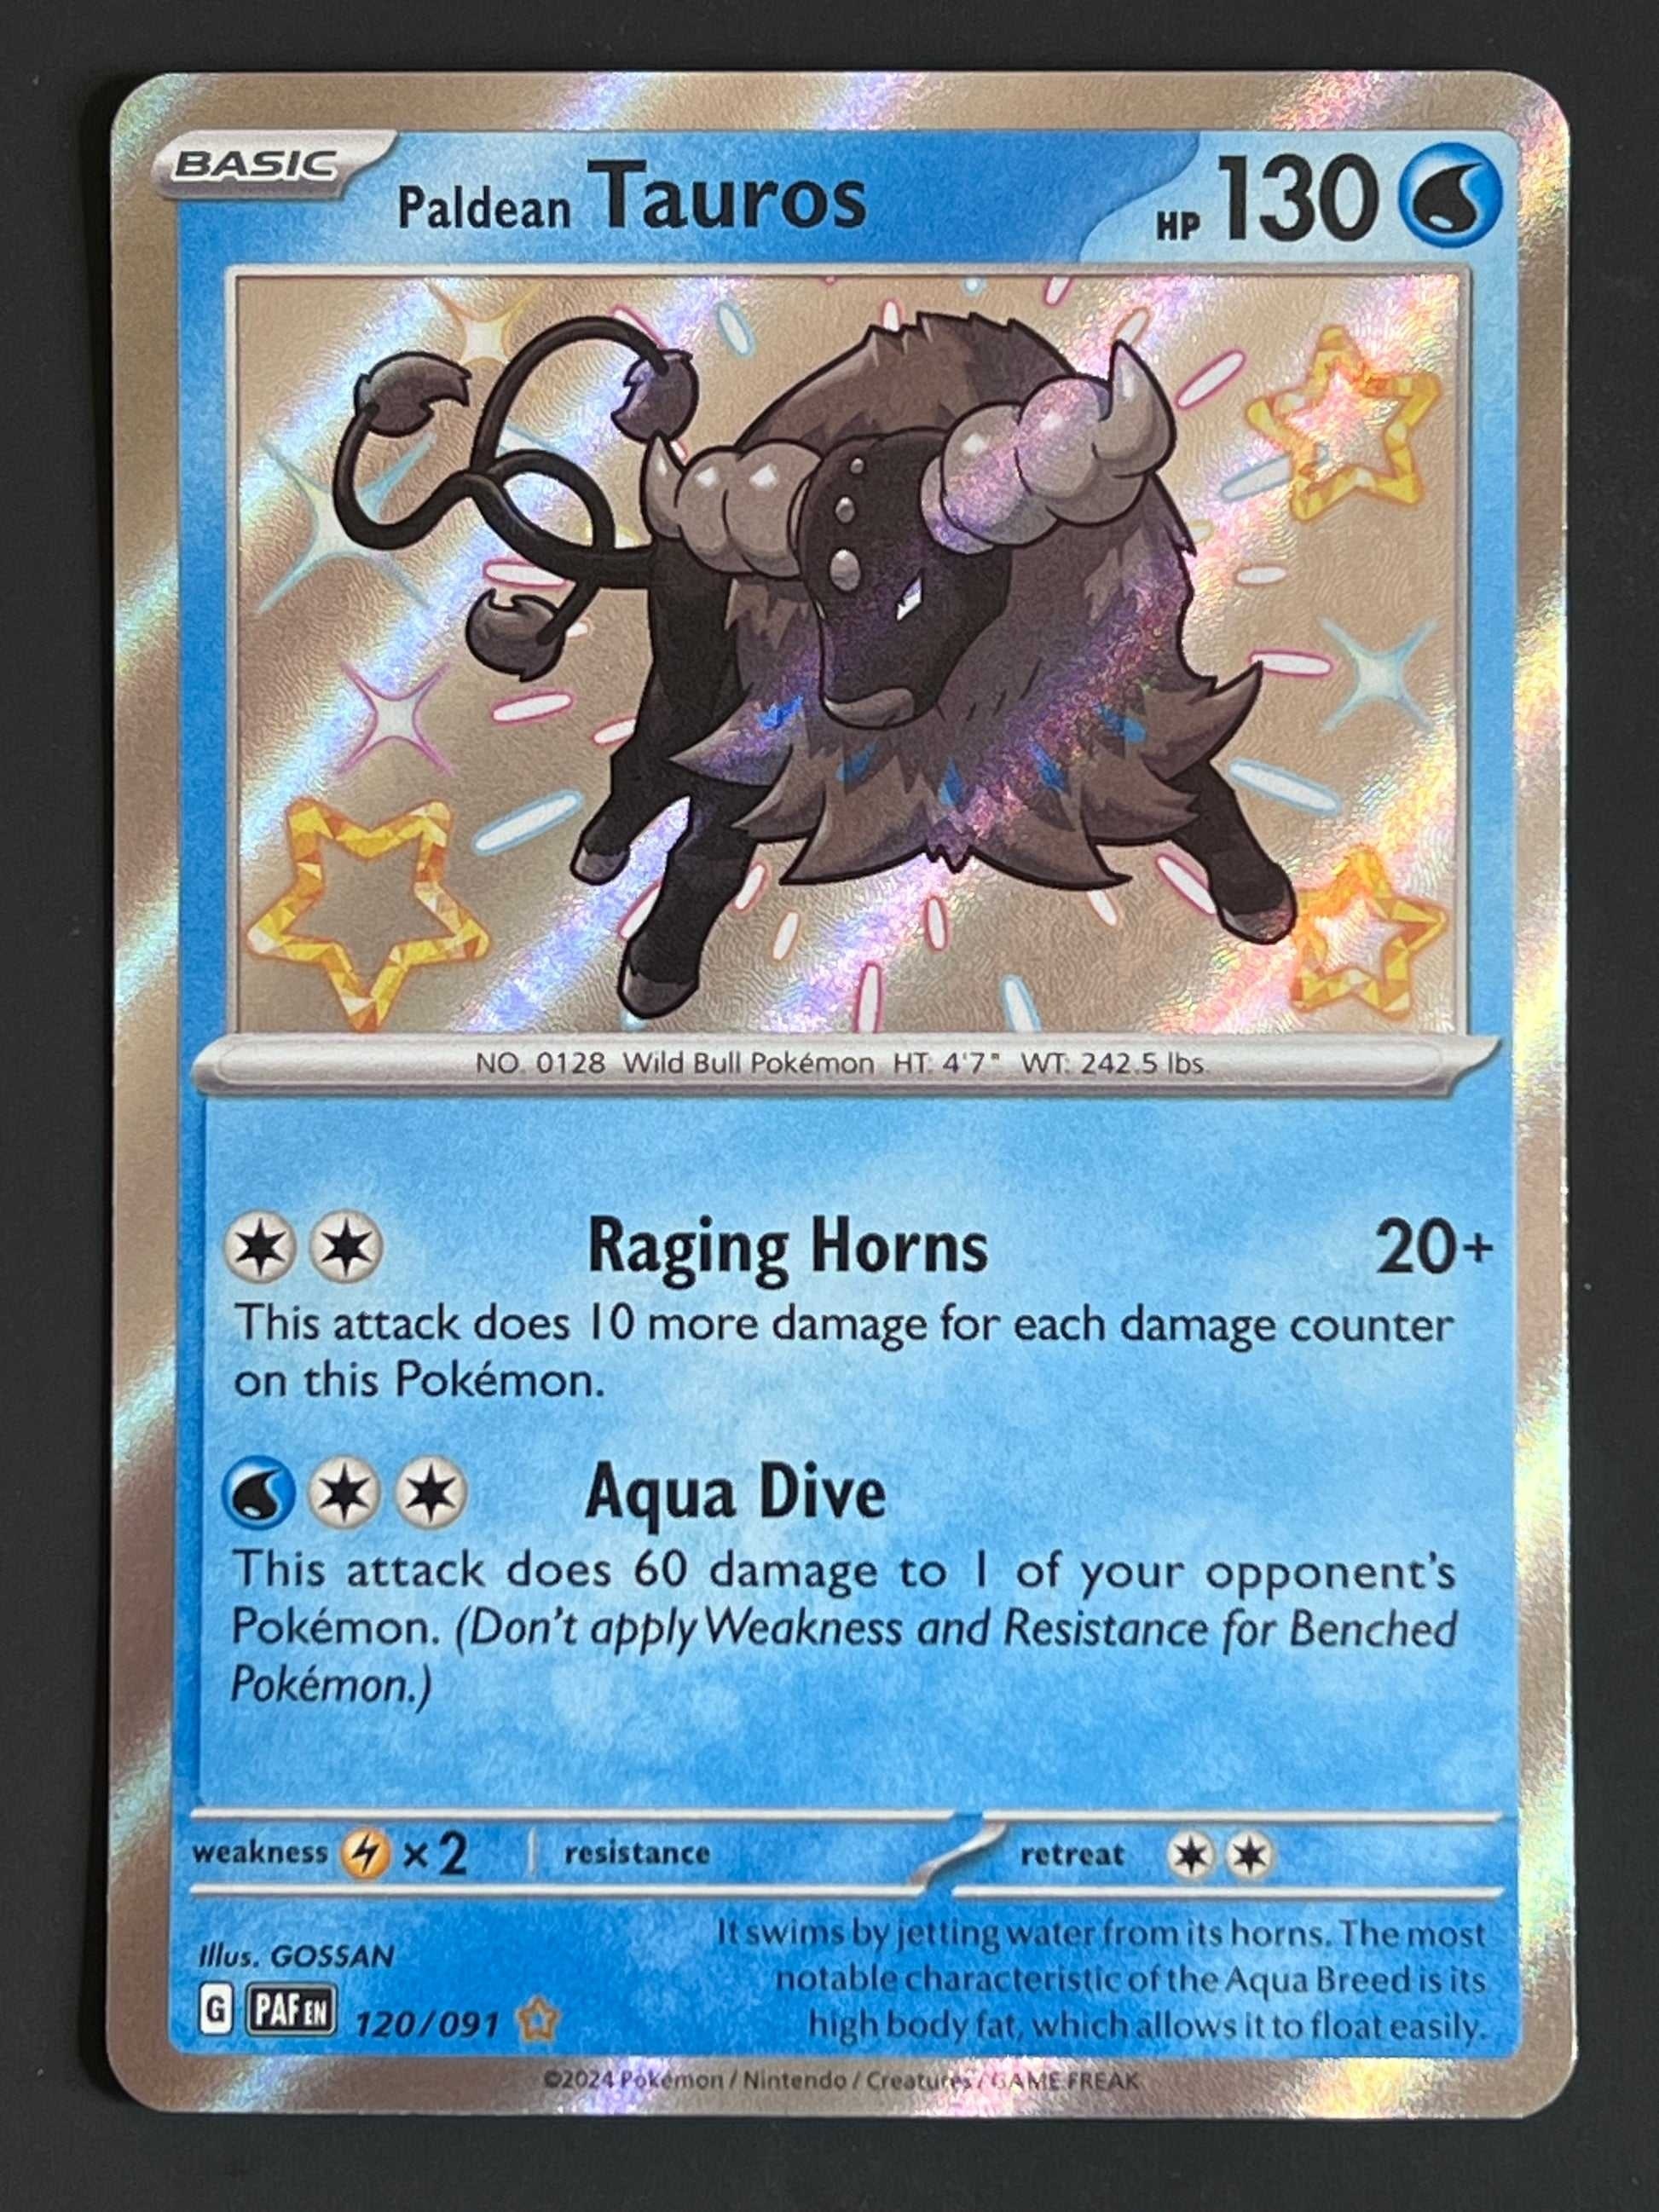 BASIC
Paldean Tauros
HP 130
NO. 0128 Wild Bull Pokémon HT: 4'7" WT: 242.5 lbs.
Raging Horns 20+
This attack does 10 more damage for each damage counter
on this Pokémon.
Aqua Dive
This attack does 60 damage to 1 of your opponent's
Pokémon. (Don't apply Weakness and Resistance for Benched
Pokémon.)
weakness ×2 resistance retreat
Illus. GOSSAN
G PAF EN 120/091
It swims by jetting water from its horns. The most
notable characteristic of the Aqua Breed is its
high body fat, which allows it to float easily.
©2024 Pokémon / Nintendo / Creatures / GAME FREAK